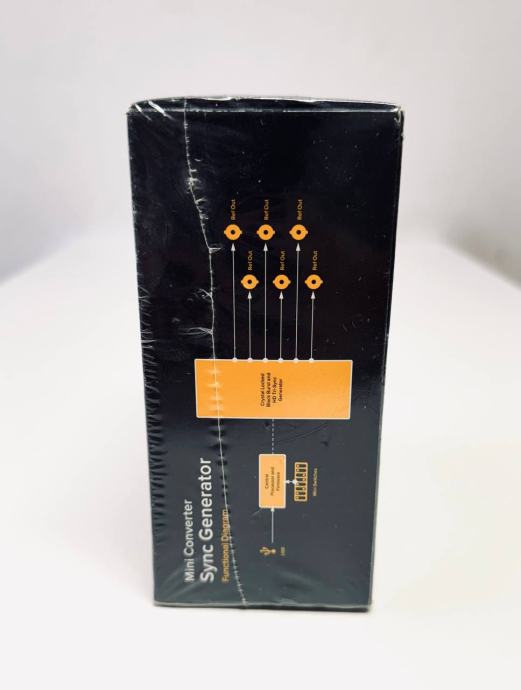 Mini Converter
Sync Generator
Functional Diagram
USB
Control
Processor and
Firmware
Mini Switches
Crystal Locked
Black Burst and
HD Tri-Sync
Generator
Ref Out
Ref Out
Ref Out
Ref Out
Ref Out
Ref Out